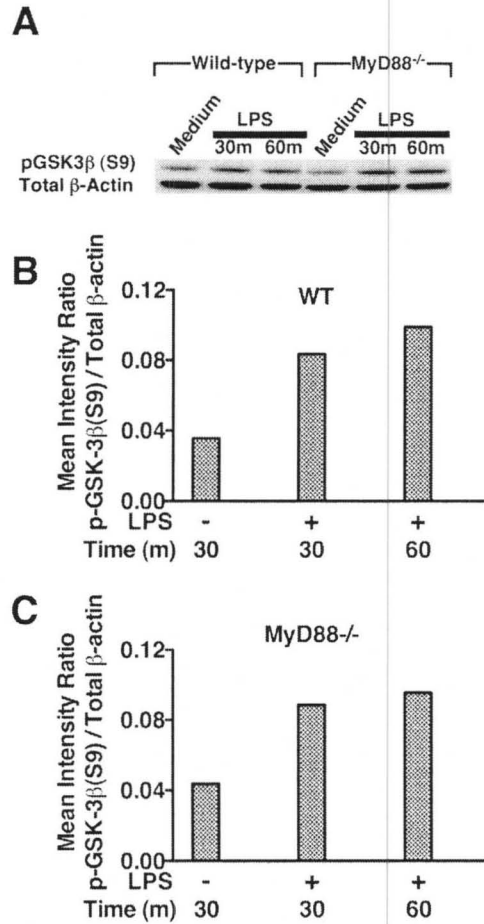 A
Wild-type MyD88-/-
Medium LPS Medium LPS
30m 60m 30m 60m
pGSK3β (S9)
Total β-Actin
B
Mean Intensity Ratio
p-GSK-3β(S9) / Total β-actin
WT
0.12
0.08
0.04
0.00
LPS - + +
Time (m) 30 30 60
C
Mean Intensity Ratio
p-GSK-3β(S9) / Total β-actin
MyD88-/-
0.12
0.08
0.04
0.00
LPS - + +
Time (m) 30 30 60